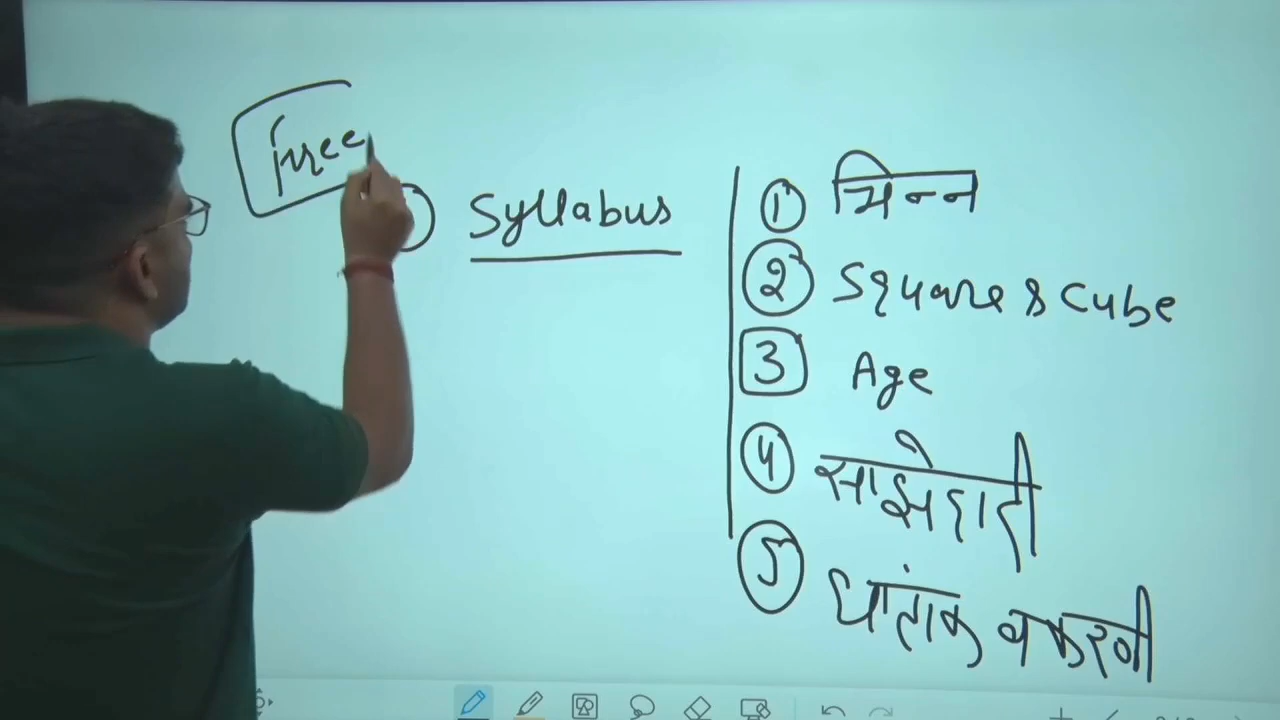 free
Syllabus
① भिन्न
② Square & Cube
3 Age
④ साझेदारी
⑤ घातांक व करणी